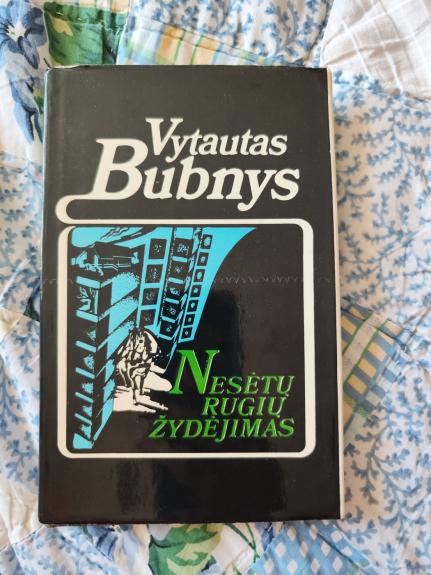 Vytautas
Bubnys
NESĖTŲ
RUGIŲ
ŽYDĖJIMAS